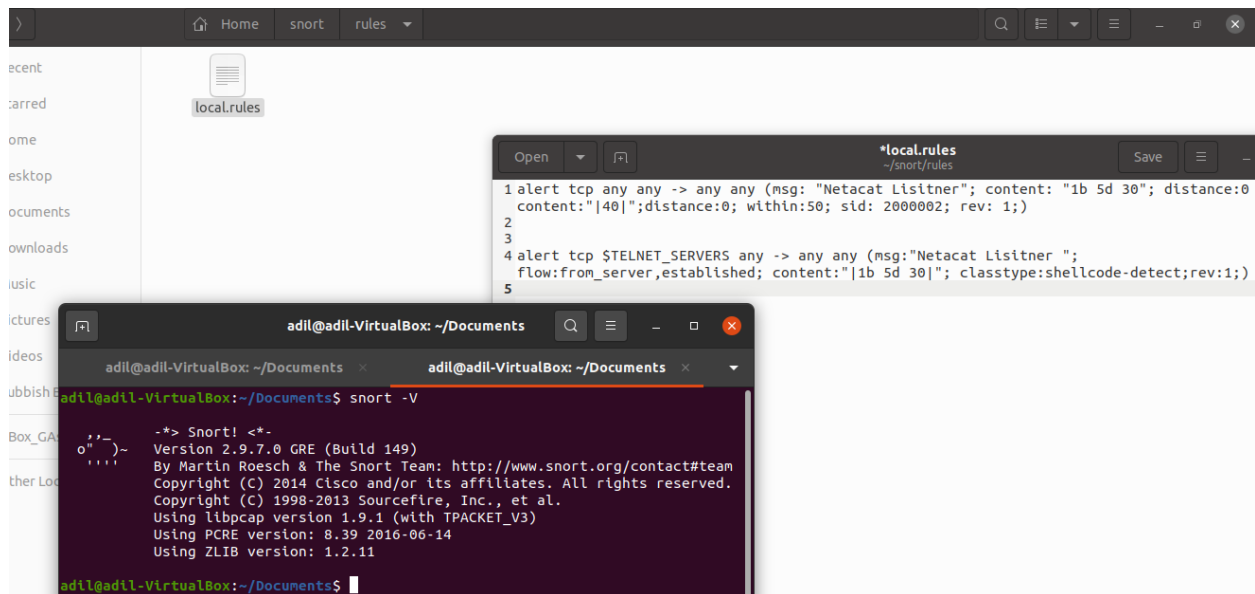 Home snort rules
ecent
arred
ome
esktop
ocuments
ownloads
usic
ictures
ideos
ubbish
Box_GA
ther Loc
local.rules
Open *local.rules Save
~/snort/rules
1 alert tcp any any -> any any (msg: "Netacat Lisitner"; content: "1b 5d 30"; distance:0
content:"|40|";distance:0; within:50; sid: 2000002; rev: 1;)
2
3
4 alert tcp $TELNET_SERVERS any -> any any (msg:"Netacat Lisitner ";
flow:from_server,established; content:"|1b 5d 30|"; classtype:shellcode-detect;rev:1;)
5
adil@adil-VirtualBox: ~/Documents
adil@adil-VirtualBox: ~/Documents adil@adil-VirtualBox: ~/Documents
adil@adil-VirtualBox:~/Documents$ snort -V
,,_ -*> Snort! <*-
o" )~ Version 2.9.7.0 GRE (Build 149)
'''' By Martin Roesch & The Snort Team: http://www.snort.org/contact#team
Copyright (C) 2014 Cisco and/or its affiliates. All rights reserved.
Copyright (C) 1998-2013 Sourcefire, Inc., et al.
Using libpcap version 1.9.1 (with TPACKET_V3)
Using PCRE version: 8.39 2016-06-14
Using ZLIB version: 1.2.11
adil@adil-VirtualBox:~/Documents$